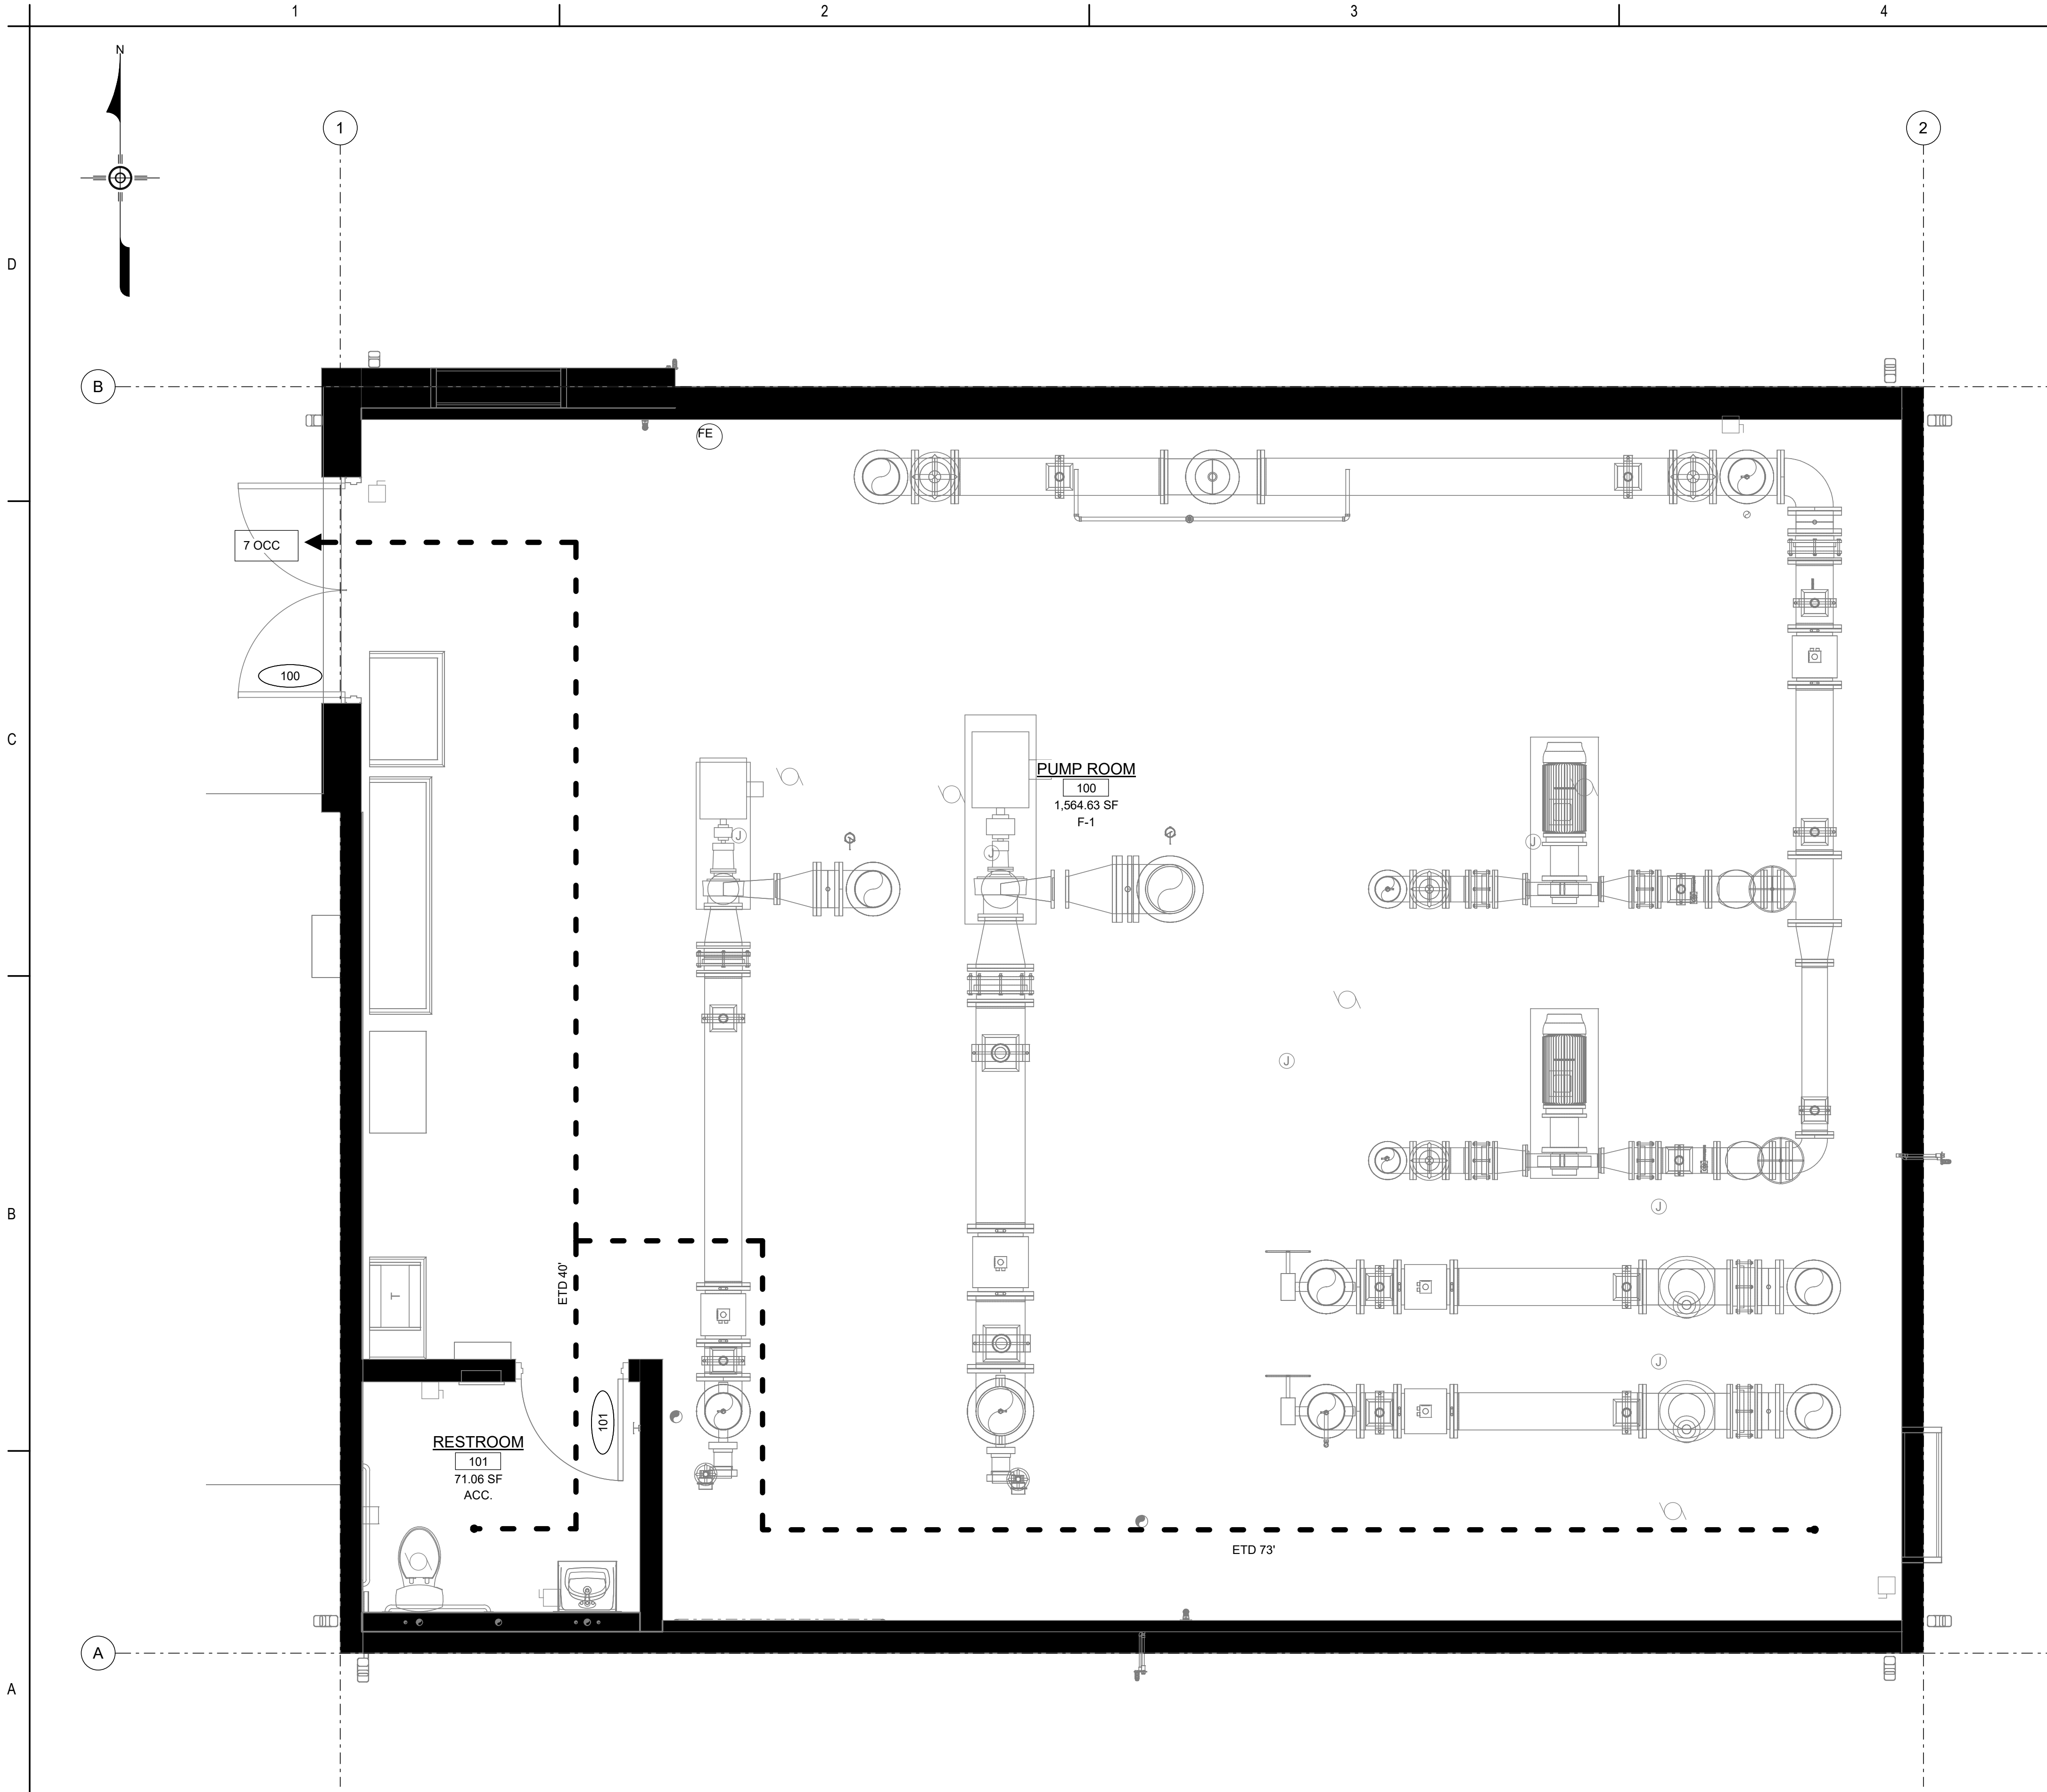 1
2
3
4
N
1
2
D
B
FE
7 OCC
100
C
PUMP ROOM
100
1,564.63 SF
F-1
J
J
J
J
B
J
ETD 40'
T
J
101
RESTROOM
101
71.06 SF
ACC.
ETD 73'
A
A